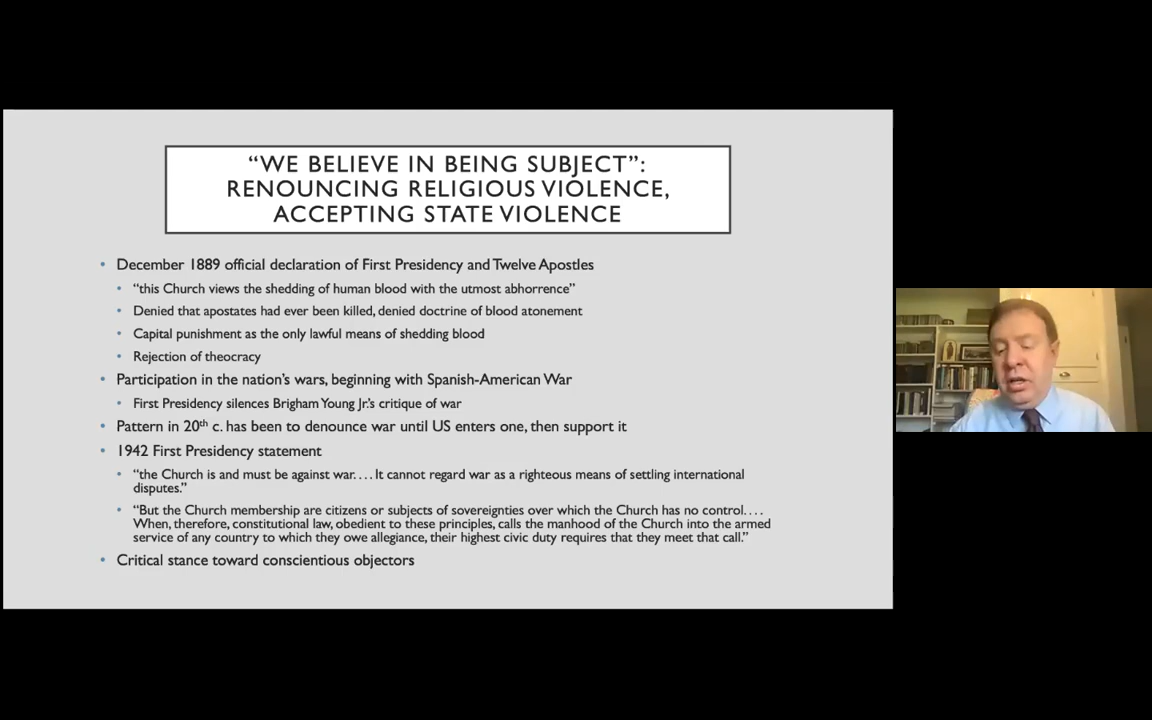 “WE BELIEVE IN BEING SUBJECT”:
RENOUNCING RELIGIOUS VIOLENCE,
ACCEPTING STATE VIOLENCE
• December 1889 official declaration of First Presidency and Twelve Apostles
• “this Church views the shedding of human blood with the utmost abhorrence”
• Denied that apostates had ever been killed, denied doctrine of blood atonement
• Capital punishment as the only lawful means of shedding blood
• Rejection of theocracy
• Participation in the nation’s wars, beginning with Spanish-American War
• First Presidency silences Brigham Young Jr.’s critique of war
• Pattern in 20th c. has been to denounce war until US enters one, then support it
• 1942 First Presidency statement
• “the Church is and must be against war. . . . It cannot regard war as a righteous means of settling international
disputes.”
• “But the Church membership are citizens or subjects of sovereignties over which the Church has no control. . . .
When, therefore, constitutional law, obedient to these principles, calls the manhood of the Church into the armed
service of any country to which they owe allegiance, their highest civic duty requires that they meet that call.”
• Critical stance toward conscientious objectors